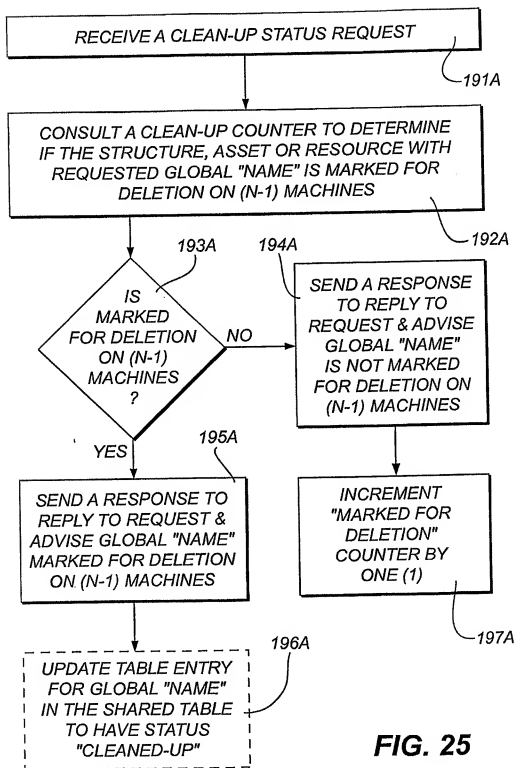 RECEIVE A CLEAN-UP STATUS REQUEST
191A
CONSULT A CLEAN-UP COUNTER TO DETERMINE
IF THE STRUCTURE, ASSET OR RESOURCE WITH
REQUESTED GLOBAL "NAME" IS MARKED FOR
DELETION ON (N-1) MACHINES
192A
193A
IS
MARKED
FOR DELETION
ON (N-1)
MACHINES
?
NO
YES
194A
SEND A RESPONSE
TO REPLY TO
REQUEST & ADVISE
GLOBAL "NAME"
IS NOT MARKED
FOR DELETION ON
(N-1) MACHINES
195A
SEND A RESPONSE TO
REPLY TO REQUEST &
ADVISE GLOBAL "NAME"
MARKED FOR DELETION
ON (N-1) MACHINES
INCREMENT
"MARKED FOR
DELETION"
COUNTER BY
ONE (1)
197A
196A
UPDATE TABLE ENTRY
FOR GLOBAL "NAME"
IN THE SHARED TABLE
TO HAVE STATUS
"CLEANED-UP"
FIG. 25